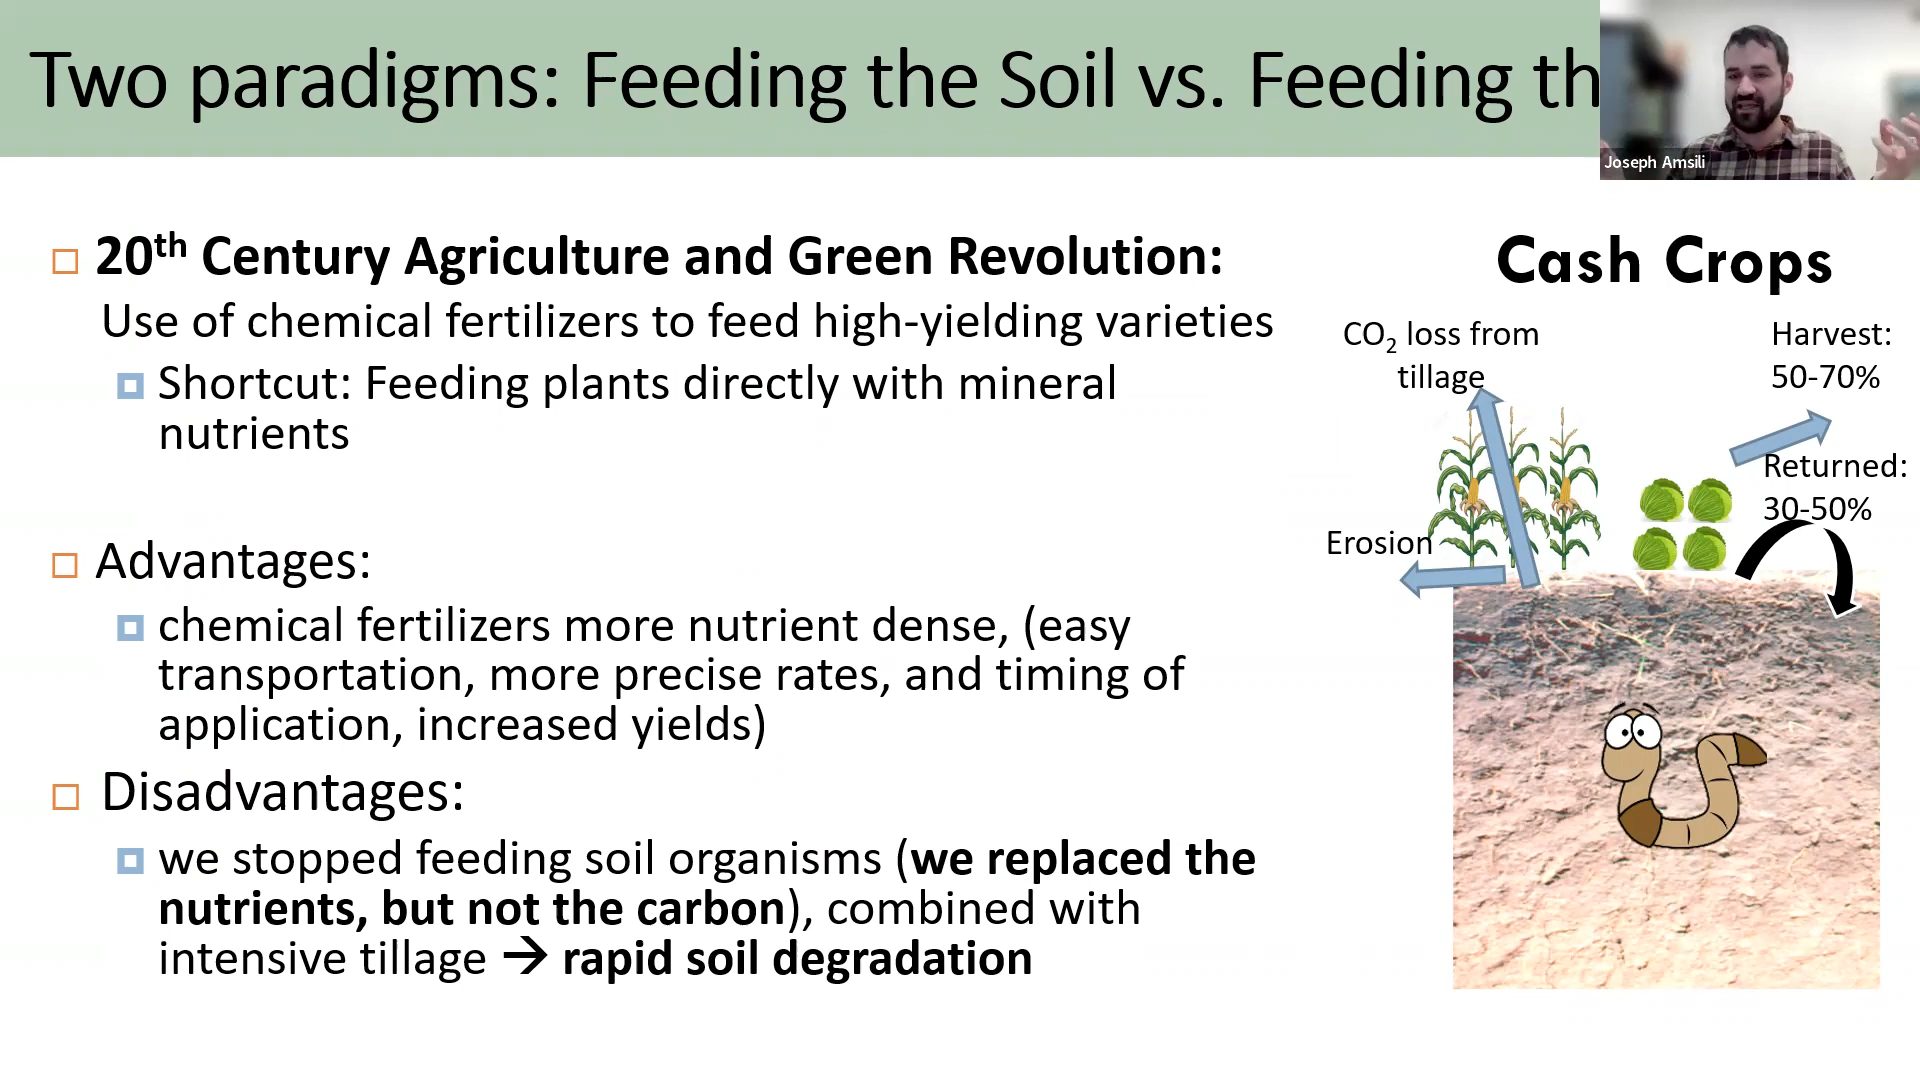 Two paradigms: Feeding the Soil vs. Feeding th
Joseph Amsili
20th Century Agriculture and Green Revolution:
Use of chemical fertilizers to feed high-yielding varieties
Shortcut: Feeding plants directly with mineral
nutrients
Advantages:
chemical fertilizers more nutrient dense, (easy
transportation, more precise rates, and timing of
application, increased yields)
Disadvantages:
we stopped feeding soil organisms (we replaced the
nutrients, but not the carbon), combined with
intensive tillage → rapid soil degradation
Cash Crops
CO2 loss from
tillage
Harvest:
50-70%
Returned:
30-50%
Erosion